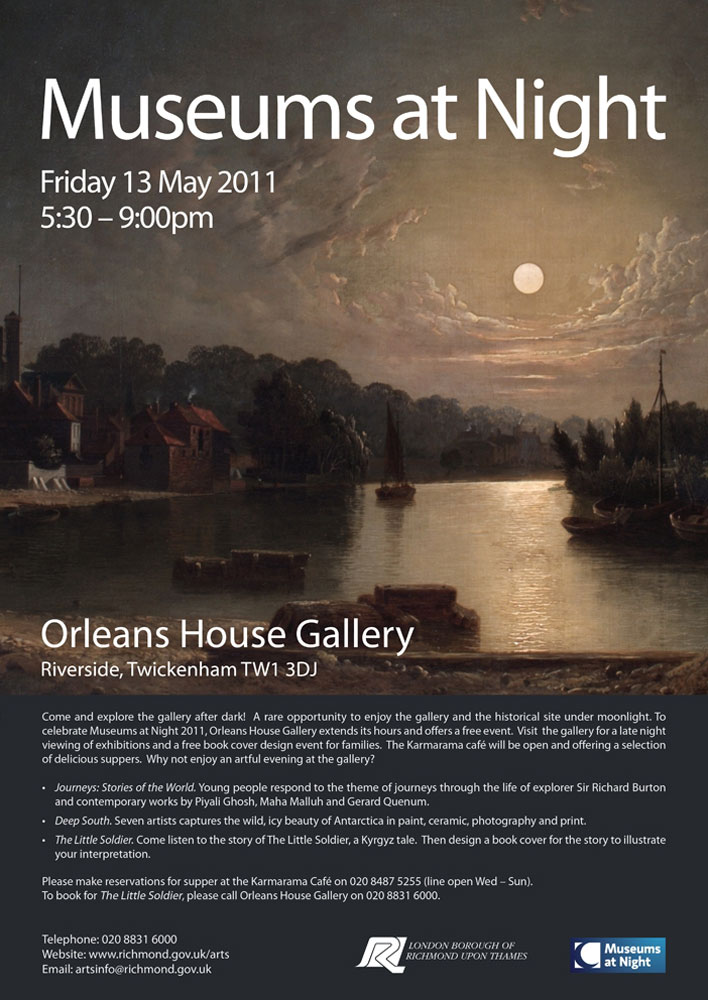 Museums at Night
Friday 13 May 2011
5:30 – 9:00pm
Orleans House Gallery
Riverside, Twickenham TW1 3DJ
Come and explore the gallery after dark!  A rare opportunity to enjoy the gallery and the historical site under moonlight. To
celebrate Museums at Night 2011, Orleans House Gallery extends its hours and offers a free event.  Visit  the gallery for a late night
viewing of exhibitions and a free book cover design event for families.  The Karmarama café will be open and offering a selection
of delicious suppers.  Why not enjoy an artful evening at the gallery?
• Journeys: Stories of the World. Young people respond to the theme of journeys through the life of explorer Sir Richard Burton
and contemporary works by Piyali Ghosh, Maha Malluh and Gerard Quenum.
• Deep South. Seven artists captures the wild, icy beauty of Antarctica in paint, ceramic, photography and print.
• The Little Soldier. Come listen to the story of The Little Soldier, a Kyrgyz tale.  Then design a book cover for the story to illustrate
your interpretation.
Please make reservations for supper at the Karmarama Café on 020 8487 5255 (line open Wed – Sun).
To book for The Little Soldier, please call Orleans House Gallery on 020 8831 6000.
Telephone: 020 8831 6000
Website: www.richmond.gov.uk/arts
Email: artsinfo@richmond.gov.uk
LONDON BOROUGH OF
RICHMOND UPON THAMES
Museums
at Night